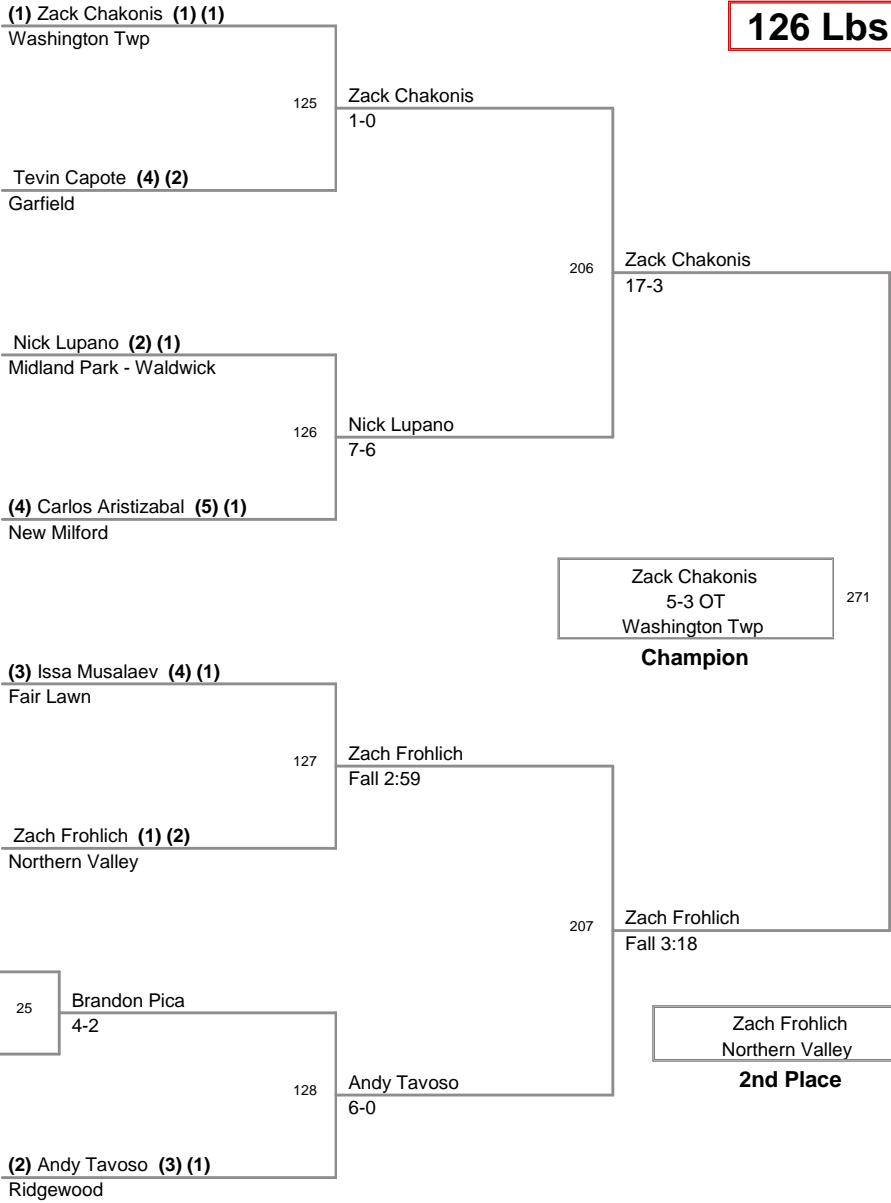 (1) Zack Chakonis (1) (1)
Washington Twp
126 Lbs
125
Zack Chakonis
1-0
Tevin Capote (4) (2)
Garfield
206
Zack Chakonis
17-3
Nick Lupano (2) (1)
Midland Park - Waldwick
126
Nick Lupano
7-6
(4) Carlos Aristizabal (5) (1)
New Milford
Zack Chakonis
5-3 OT
Washington Twp
271
Champion
(3) Issa Musalaev (4) (1)
Fair Lawn
127
Zach Frohlich
Fall 2:59
Zach Frohlich (1) (2)
Northern Valley
207
Zach Frohlich
Fall 3:18
25
Brandon Pica
4-2
Zach Frohlich
Northern Valley
2nd Place
128
Andy Tavoso
6-0
(2) Andy Tavoso (3) (1)
Ridgewood